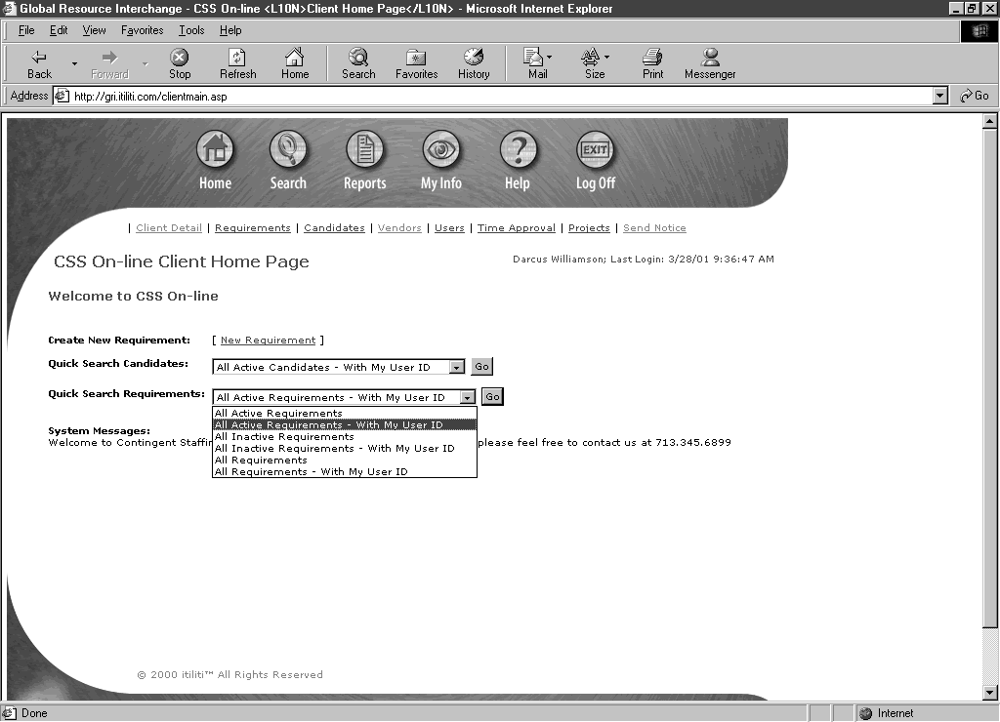 Global Resource Interchange - CSS On-line <L10N>Client Home Page</L10N> - Microsoft Internet Explorer
File Edit View Favorites Tools Help
Back Forward Stop Refresh Home Search Favorites History Mail Size Print Messenger
Address http://gri.itiliti.com/clientmain.asp Go
EXIT
Home Search Reports My Info Help Log Off
| Client Detail | Requirements | Candidates | Vendors | Users | Time Approval | Projects | Send Notice
CSS On-line Client Home Page Darcus Williamson; Last Login: 3/28/01 9:36:47 AM
Welcome to CSS On-line
Create New Requirement: [ New Requirement ]
Quick Search Candidates: All Active Candidates - With My User ID Go
Quick Search Requirements: All Active Requirements - With My User ID Go
All Active Requirements
All Active Requirements - With My User ID
All Inactive Requirements
All Inactive Requirements - With My User ID
All Requirements
All Requirements - With My User ID
System Messages:
Welcome to Contingent Staffin please feel free to contact us at 713.345.6899
© 2000 itiliti™ All Rights Reserved
Done Internet